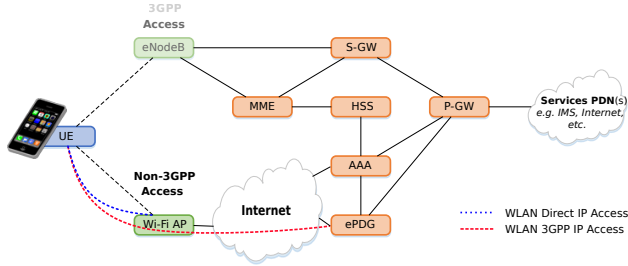 3GPP
Access
eNodeB
S-GW
MME
HSS
P-GW
Services PDN(s)
e.g. IMS, Internet,
etc.
UE
Non-3GPP
Access
AAA
Internet
Wi-Fi AP
ePDG
WLAN Direct IP Access
WLAN 3GPP IP Access